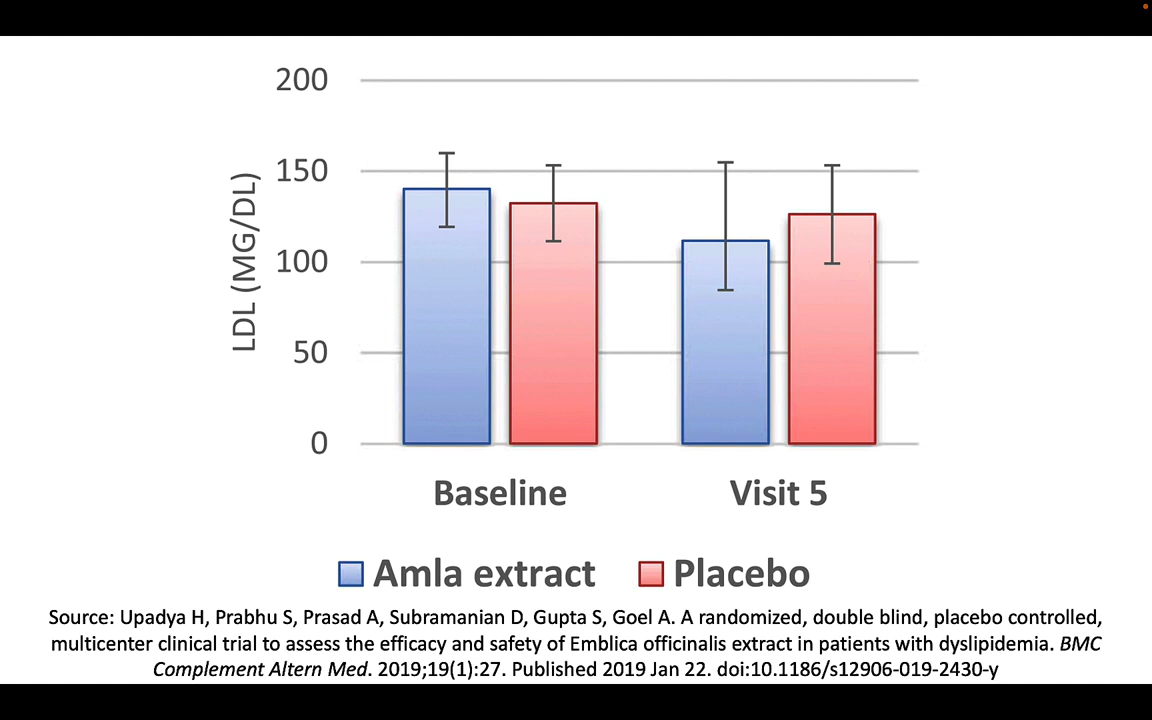 200
150
100
50
0
LDL (MG/DL)
Baseline
Visit 5
Amla extract
Placebo
Source: Upadya H, Prabhu S, Prasad A, Subramanian D, Gupta S, Goel A. A randomized, double blind, placebo controlled,
multicenter clinical trial to assess the efficacy and safety of Emblica officinalis extract in patients with dyslipidemia. BMC
Complement Altern Med. 2019;19(1):27. Published 2019 Jan 22. doi:10.1186/s12906-019-2430-y